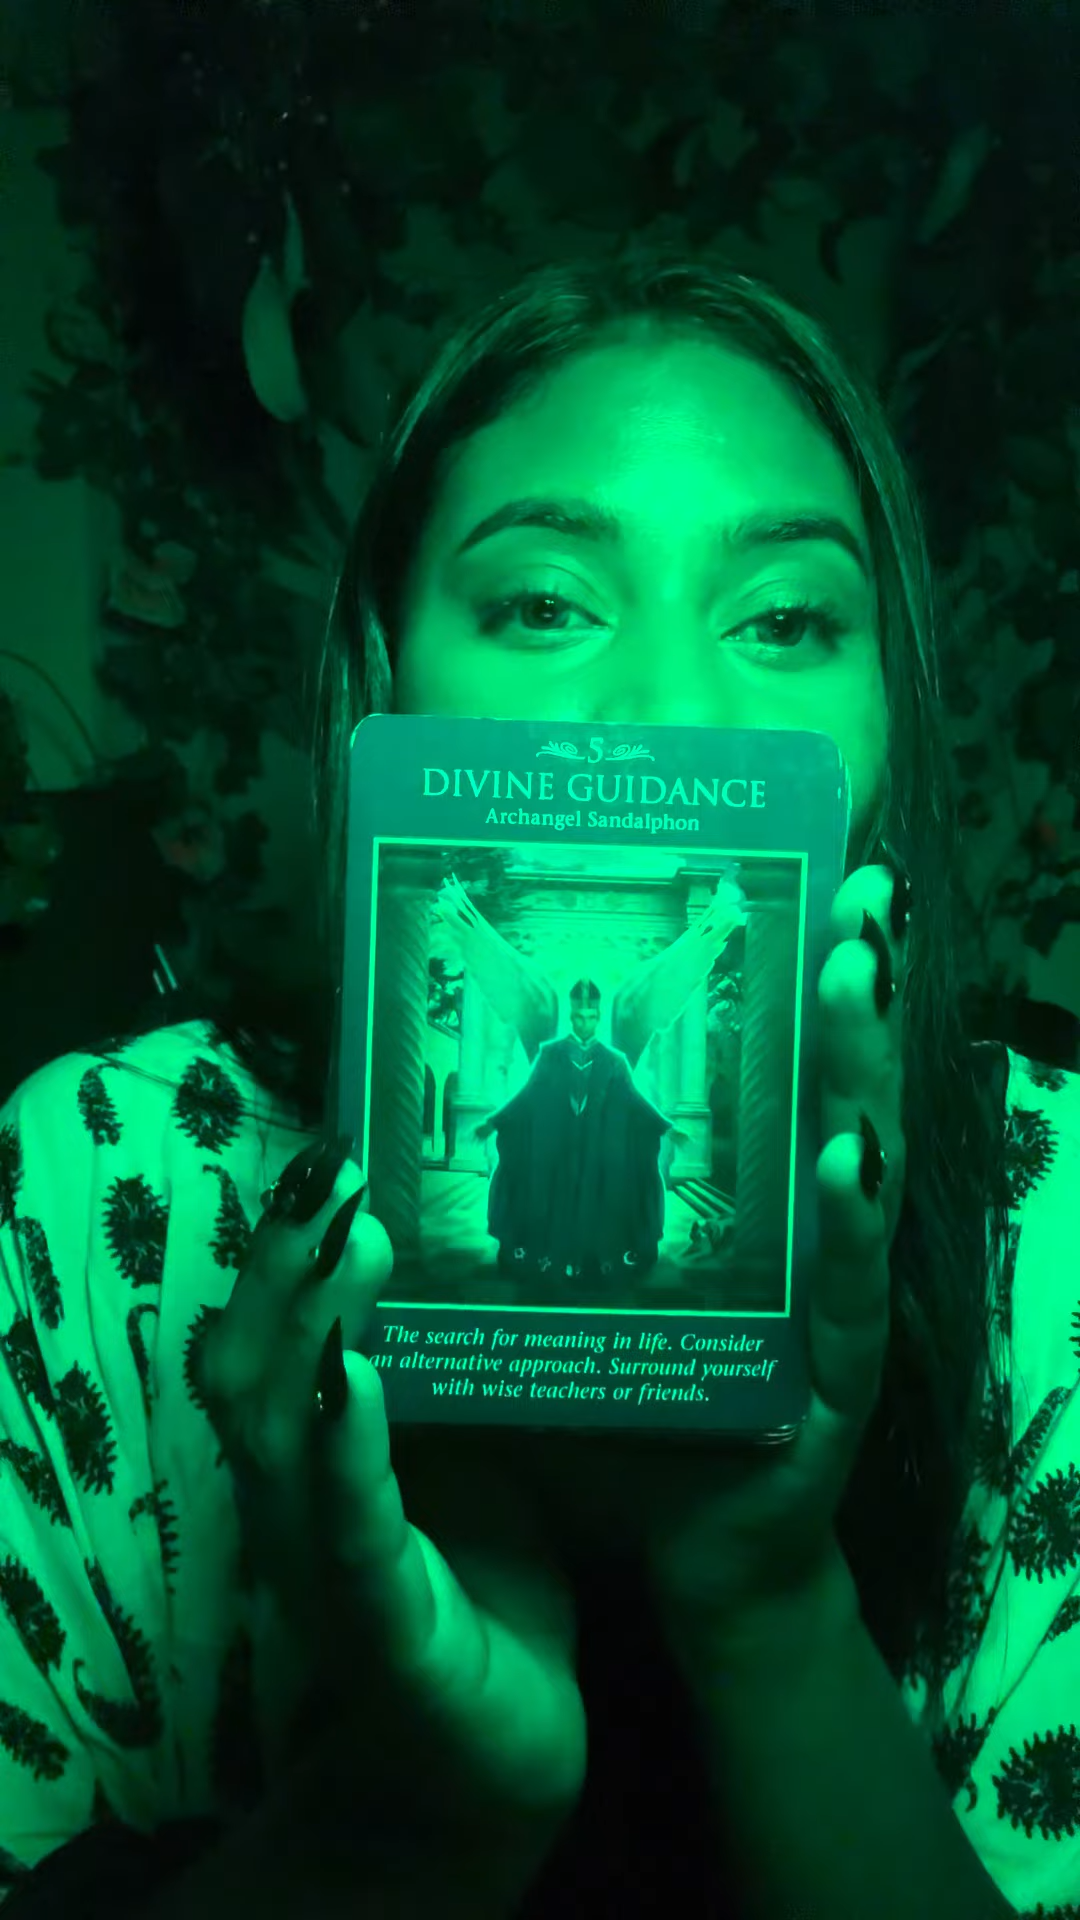 5
DIVINE GUIDANCE
Archangel Sandalphon
The search for meaning in life. Consider
an alternative approach. Surround yourself
with wise teachers or friends.